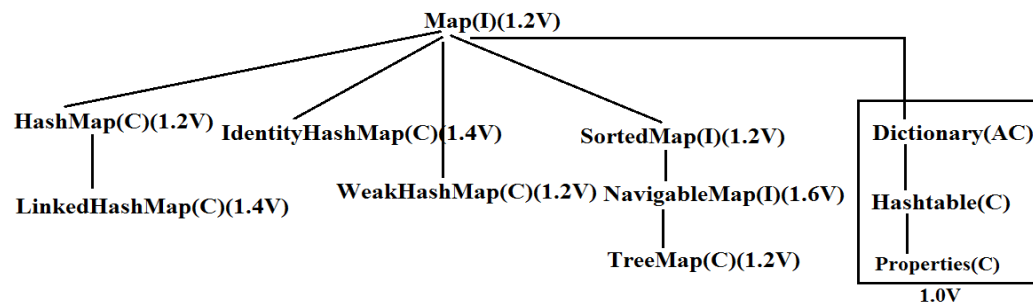 Map(I)(1.2V)
HashMap(C)(1.2V)
IdentityHashMap(C)(1.4V)
SortedMap(I)(1.2V)
Dictionary(AC)
LinkedHashMap(C)(1.4V)
WeakHashMap(C)(1.2V)
NavigableMap(I)(1.6V)
Hashtable(C)
TreeMap(C)(1.2V)
Properties(C)
1.0V